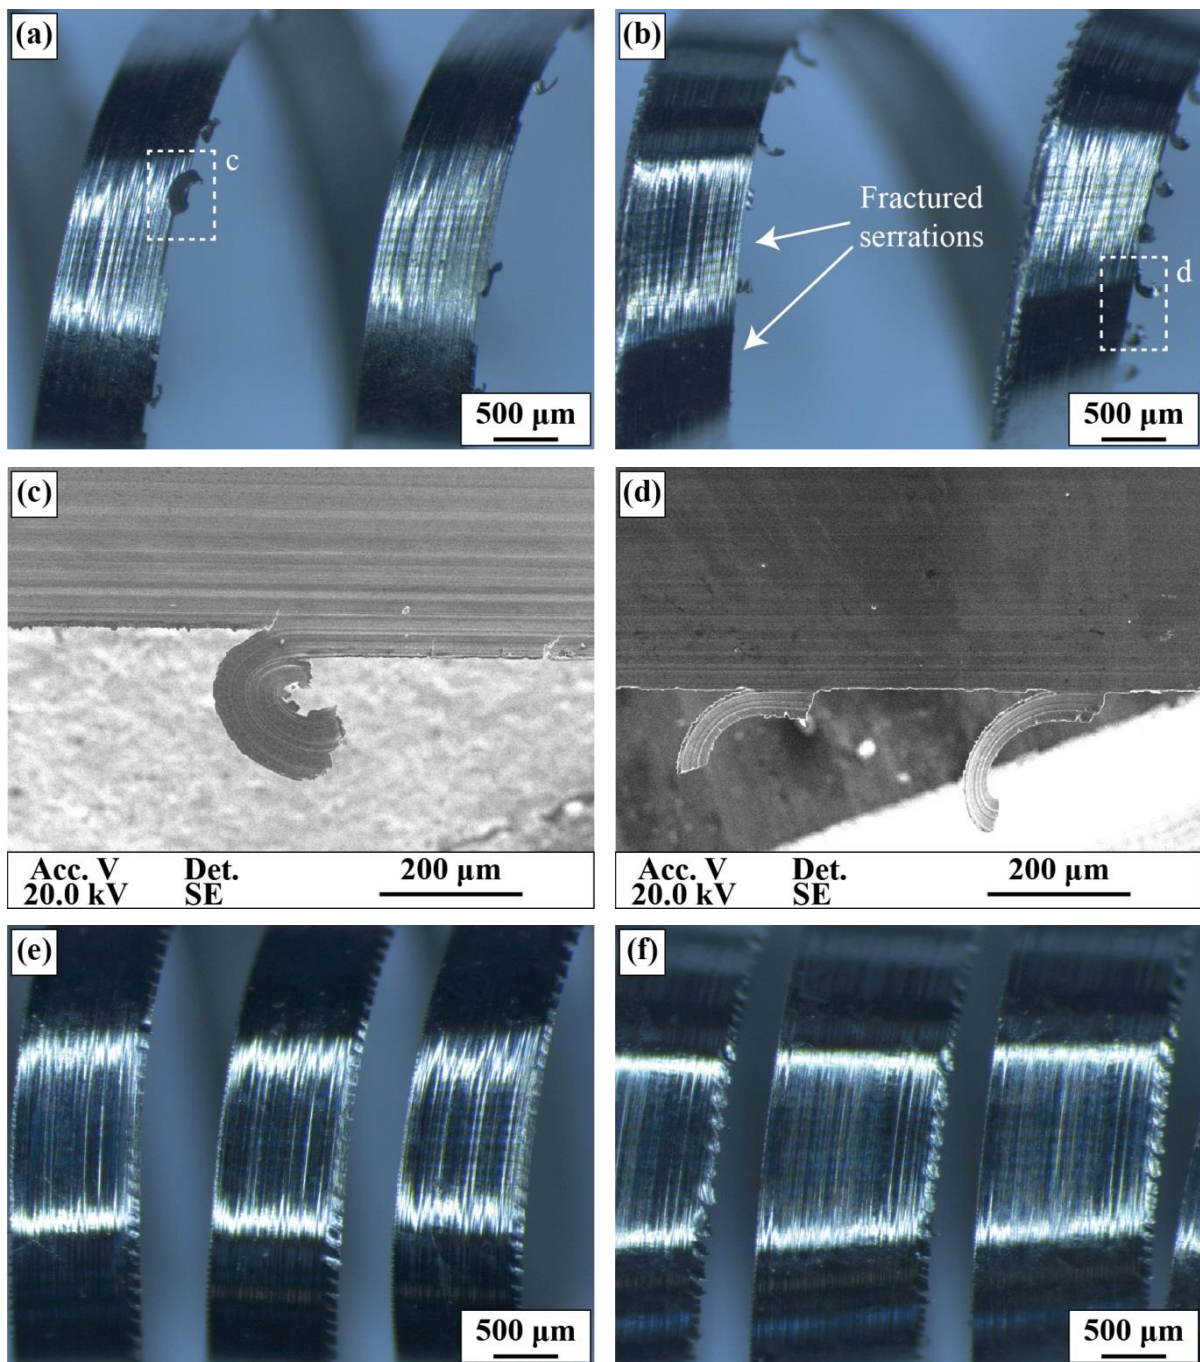 (a)
c
500 μm
(b)
Fractured
serrations
d
500 μm
(c)
Acc. V Det.
20.0 kV SE
200 μm
(d)
Acc. V Det.
20.0 kV SE
200 μm
(e)
500 μm
(f)
500 μm